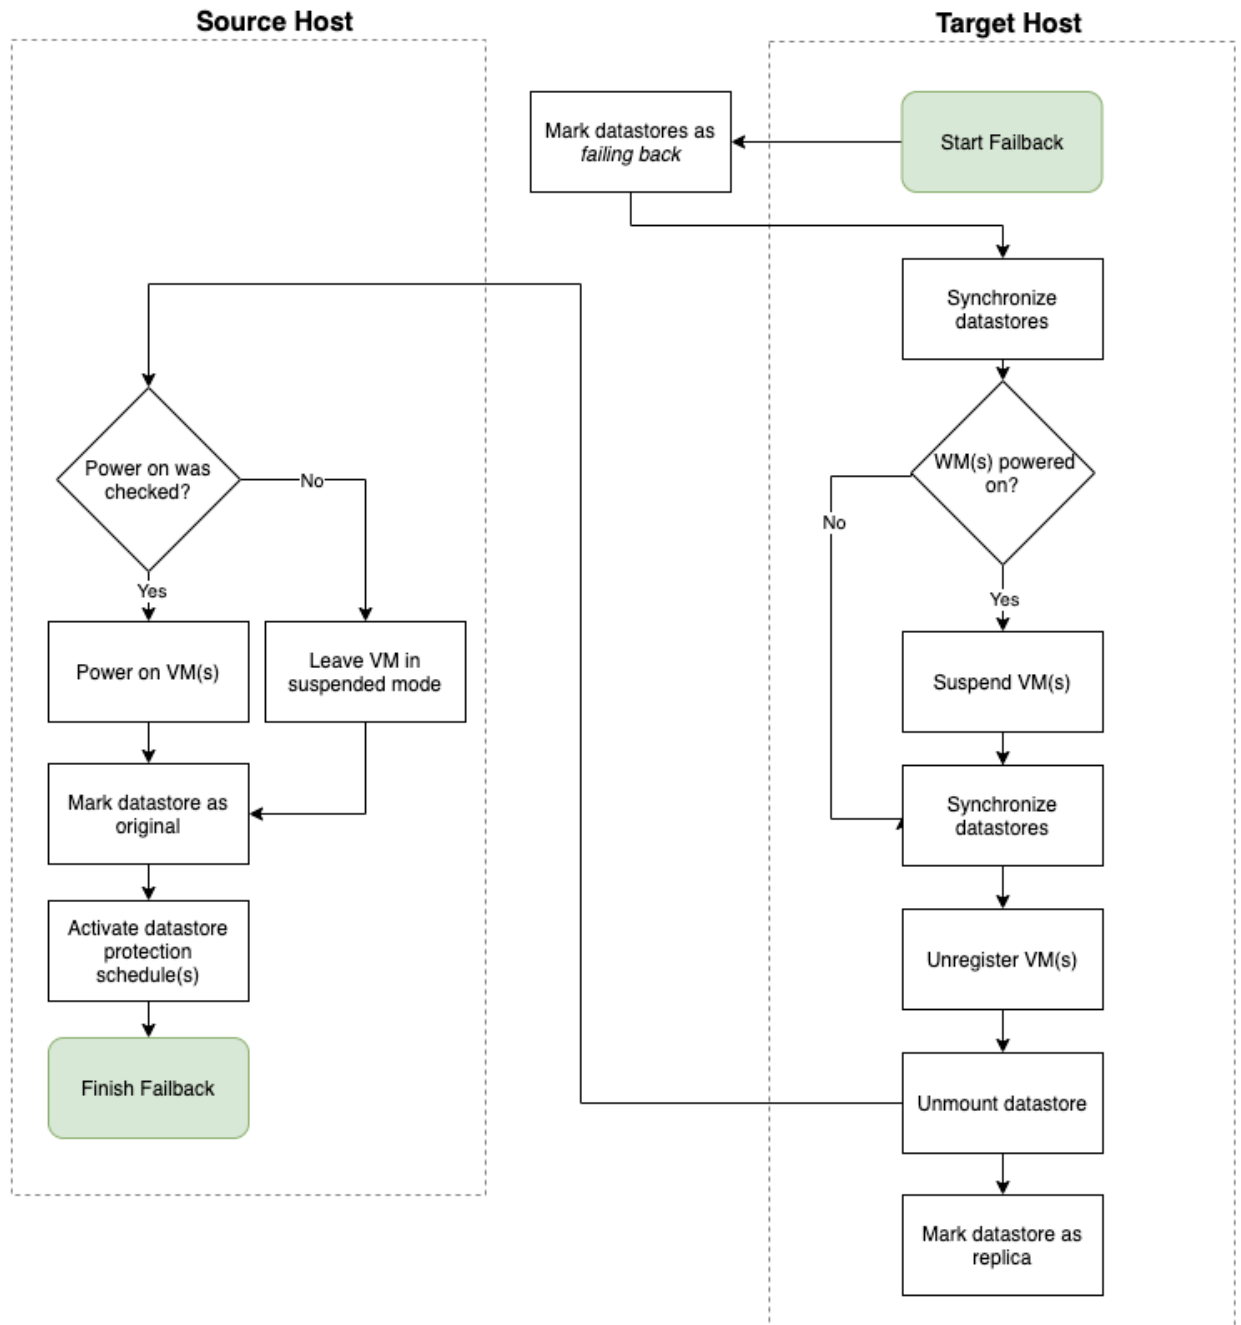 Source Host
Target Host
Mark datastores as
failing back
Start Failback
Synchronize
datastores
WM(s) powered
on?
No
Yes
Suspend VM(s)
Synchronize
datastores
Unregister VM(s)
Unmount datastore
Mark datastore as
replica
Power on was
checked?
No
Yes
Power on VM(s)
Leave VM in
suspended mode
Mark datastore as
original
Activate datastore
protection
schedule(s)
Finish Failback